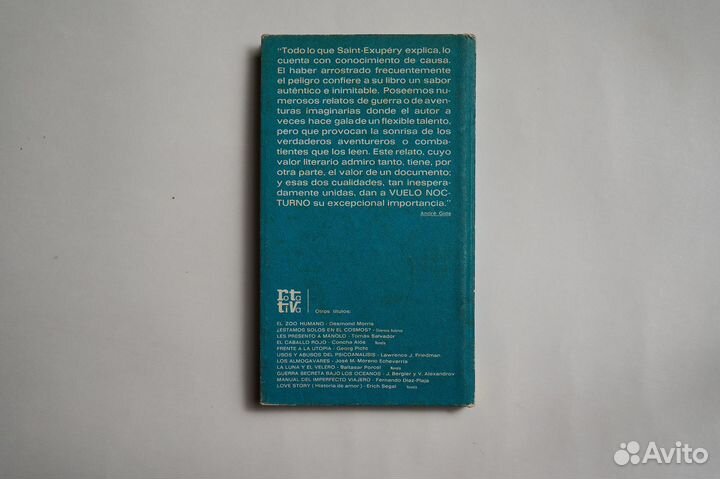 "Todo lo que Saint-Exupéry explica, lo
cuenta con conocimiento de causa.
El haber arrostrado frecuentemente
el peligro confiere a su libro un sabor
auténtico e inimitable. Poseemos nu-
merosos relatos de guerra o de aven-
turas imaginarias donde el autor a
veces hace gala de un flexible talento,
pero que provocan la sonrisa de los
verdaderos aventureros o comba-
tientes que los leen. Este relato, cuyo
valor literario admiro tanto, tiene, por
otra parte, el valor de un documento;
y esas dos cualidades, tan inespera-
damente unidas, dan a VUELO NOC-
TURNO su excepcional importancia."
André Gide
rotativa
Otros títulos:
EL ZOO HUMANO - Desmond Morris
¿ESTAMOS SOLOS EN EL COSMOS? - Diversos Autores
LES PRESENTO A MANOLO - Tomás Salvador
EL CABALLO ROJO - Concha Alós Novela
FRENTE A LA UTOPIA - Georg Picht
USOS Y ABUSOS DEL PSICOANALISIS - Lawrence J. Friedman
LOS ALMOGAVARES - José M. Moreno Echevarría
LA LUNA Y EL VELERO - Baltasar Porcel Novela
GUERRA SECRETA BAJO LOS OCEANOS - J. Bergier y V. Alexandrov
MANUAL DEL IMPERFECTO VIAJERO - Fernando Díaz-Plaja
LOVE STORY (Historia de amor) - Erich Segal Novela
Avito